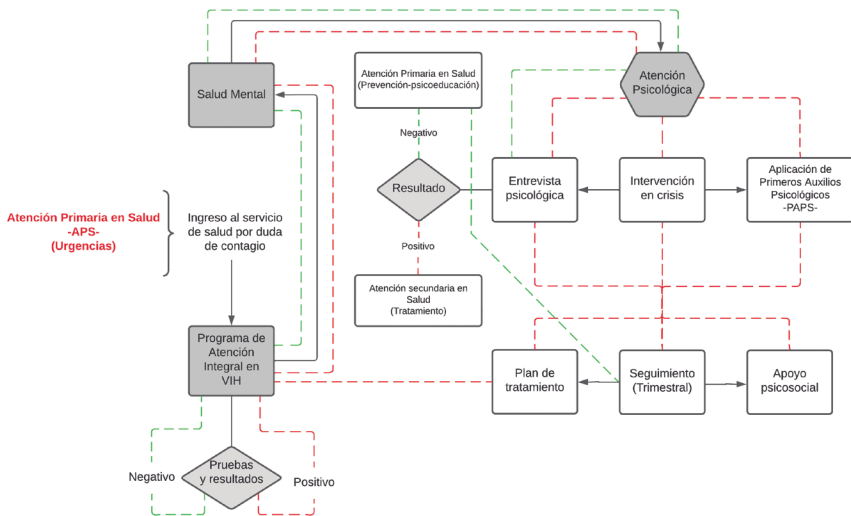 Salud Mental
Atención Primaria en Salud
(Prevención-psicoeducación)
Atención
Psicológica
Negativo
Resultado
Entrevista
psicológica
Intervención
en crisis
Aplicación de
Primeros Auxilios
Psicológicos
-PAPS-
Atención Primaria en Salud
-APS-
(Urgencias)
Ingreso al servicio
de salud por duda
de contagio
Positivo
Atención secundaria en
Salud
(Tratamiento)
Programa de
Atención
Integral en
VIH
Plan de
tratamiento
Seguimiento
(Trimestral)
Apoyo
psicosocial
Negativo
Pruebas
y resultados
Positivo